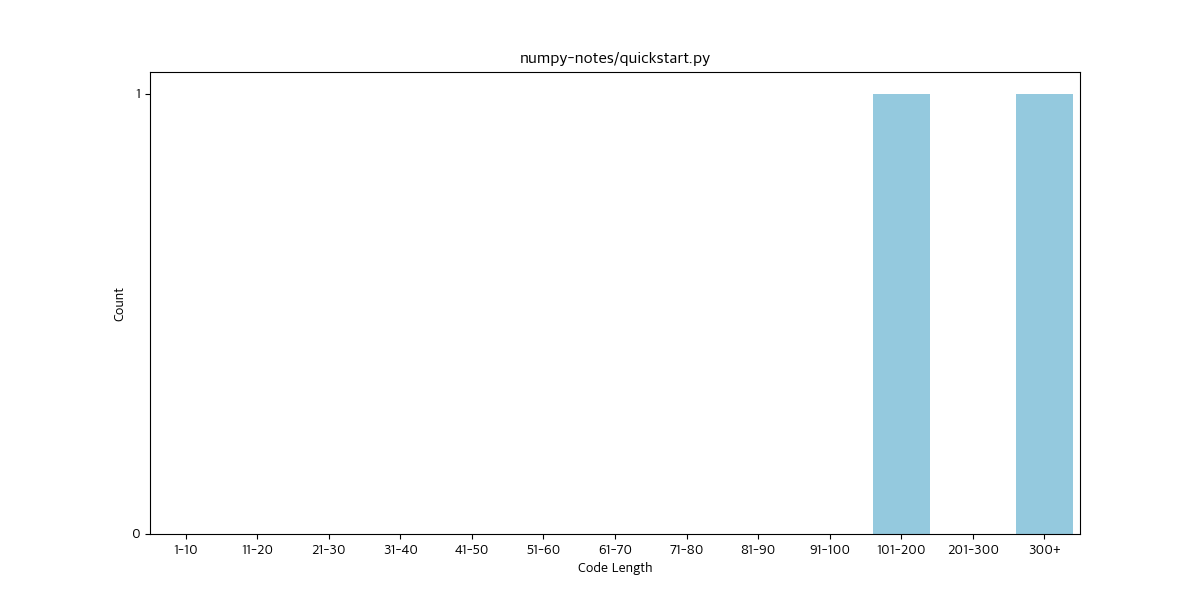 numpy-notes/quickstart.py
1
Count
0
1-10 11-20 21-30 31-40 41-50 51-60 61-70 71-80 81-90 91-100 101-200 201-300 300+
Code Length